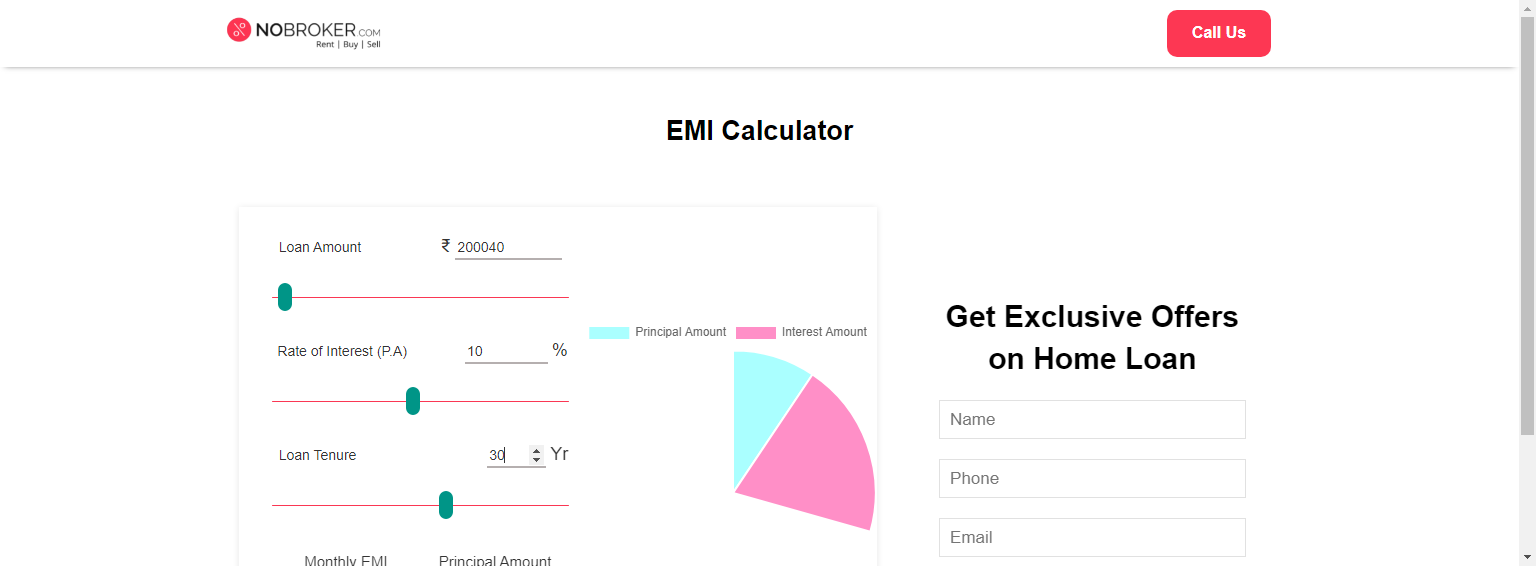 NOBROKER.COM
Rent | Buy | Sell
Call Us
EMI Calculator
Loan Amount ₹ 200040
Rate of Interest (P.A) 10 %
Loan Tenure 30 Yr
Monthly EMI Principal Amount
Principal Amount Interest Amount
Get Exclusive Offers
on Home Loan
Name
Phone
Email